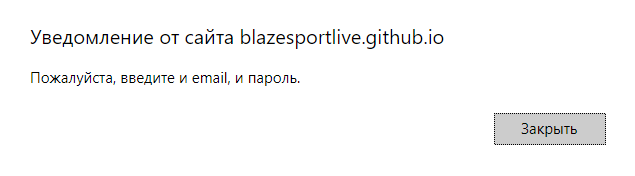 Уведомление от сайта blazesportlive.github.io
Пожалуйста, введите и email, и пароль.
Закрыть